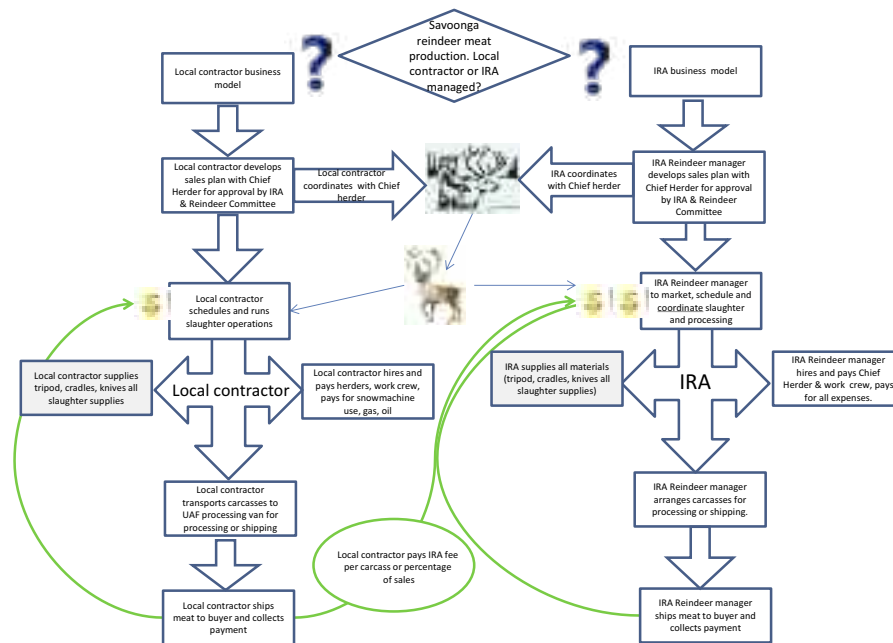 Savoonga
reindeer meat
production. Local
contractor or IRA
managed?
?
?
Local contractor business
model
IRA business model
Local contractor develops
sales plan with Chief
Herder for approval by IRA
& Reindeer Committee
Local contractor
coordinates with Chief
herder
IRA coordinates
with Chief herder
IRA Reindeer manager
develops sales plan with
Chief Herder for approval
by IRA & Reindeer
Committee
$
Local contractor
schedules and runs
slaughter operations
$ $
IRA Reindeer manager
to market, schedule and
coordinate slaughter
and processing
Local contractor supplies
tripod, cradles, knives all
slaughter supplies
Local contractor
Local contractor hires and
pays herders, work crew,
pays for snowmachine
use, gas, oil
IRA supplies all materials
(tripod, cradles, knives all
slaughter supplies)
IRA
IRA Reindeer manager
hires and pays Chief
Herder & work crew, pays
for all expenses.
Local contractor
transports carcasses to
UAF processing van for
processing or shipping
IRA Reindeer manager
arranges carcasses for
processing or shipping.
Local contractor pays IRA fee
per carcass or percentage
of sales
Local contractor ships
meat to buyer and collects
payment
IRA Reindeer manager
ships meat to buyer and
collects payment